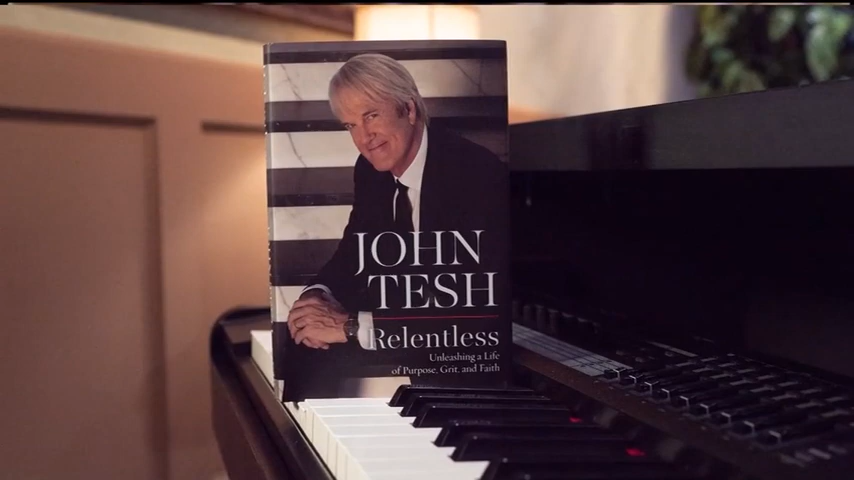 JOHN
TESH
Relentless
Unleashing a Life
of Purpose, Grit, and Faith